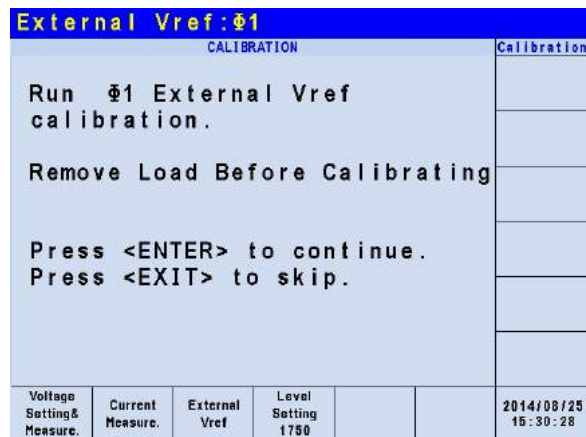 External Vref:Φ1
CALIBRATION
Calibration
Run Φ1 External Vref
calibration.
Remove Load Before Calibrating
Press <ENTER> to continue.
Press <EXIT> to skip.
Voltage
Setting&
Measure.
Current
Measure.
External
Vref
Level
Setting
1750
2014/08/25
15:30:28